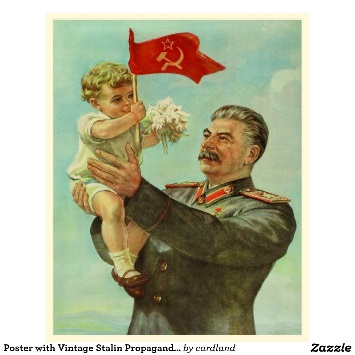 Poster with Vintage Stalin Propagand... by cardland
Zazzle